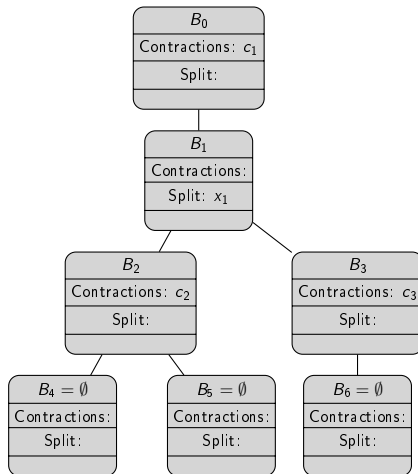 B₀
Contractions: c₁
Split:
B₁
Contractions:
Split: x₁
B₂
Contractions: c₂
Split:
B₃
Contractions: c₃
Split:
B₄ = ∅
Contractions:
Split:
B₅ = ∅
Contractions:
Split:
B₆ = ∅
Contractions:
Split: